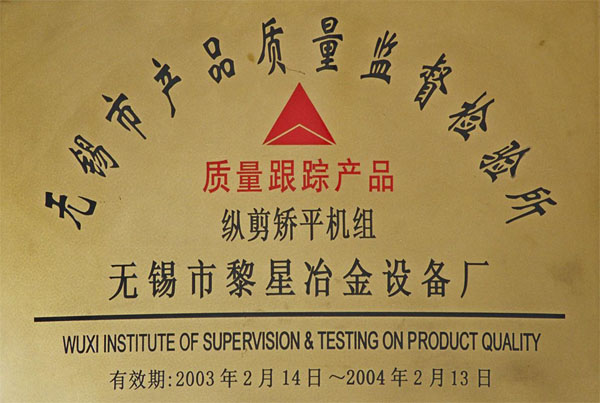 无锡市产品质量监督检验所
质量跟踪产品
纵剪矫平机组
无锡市黎星冶金设备厂
WUXI INSTITUTE OF SUPERVISION & TESTING ON PRODUCT QUALITY
有效期:2003年2月14日～2004年2月13日